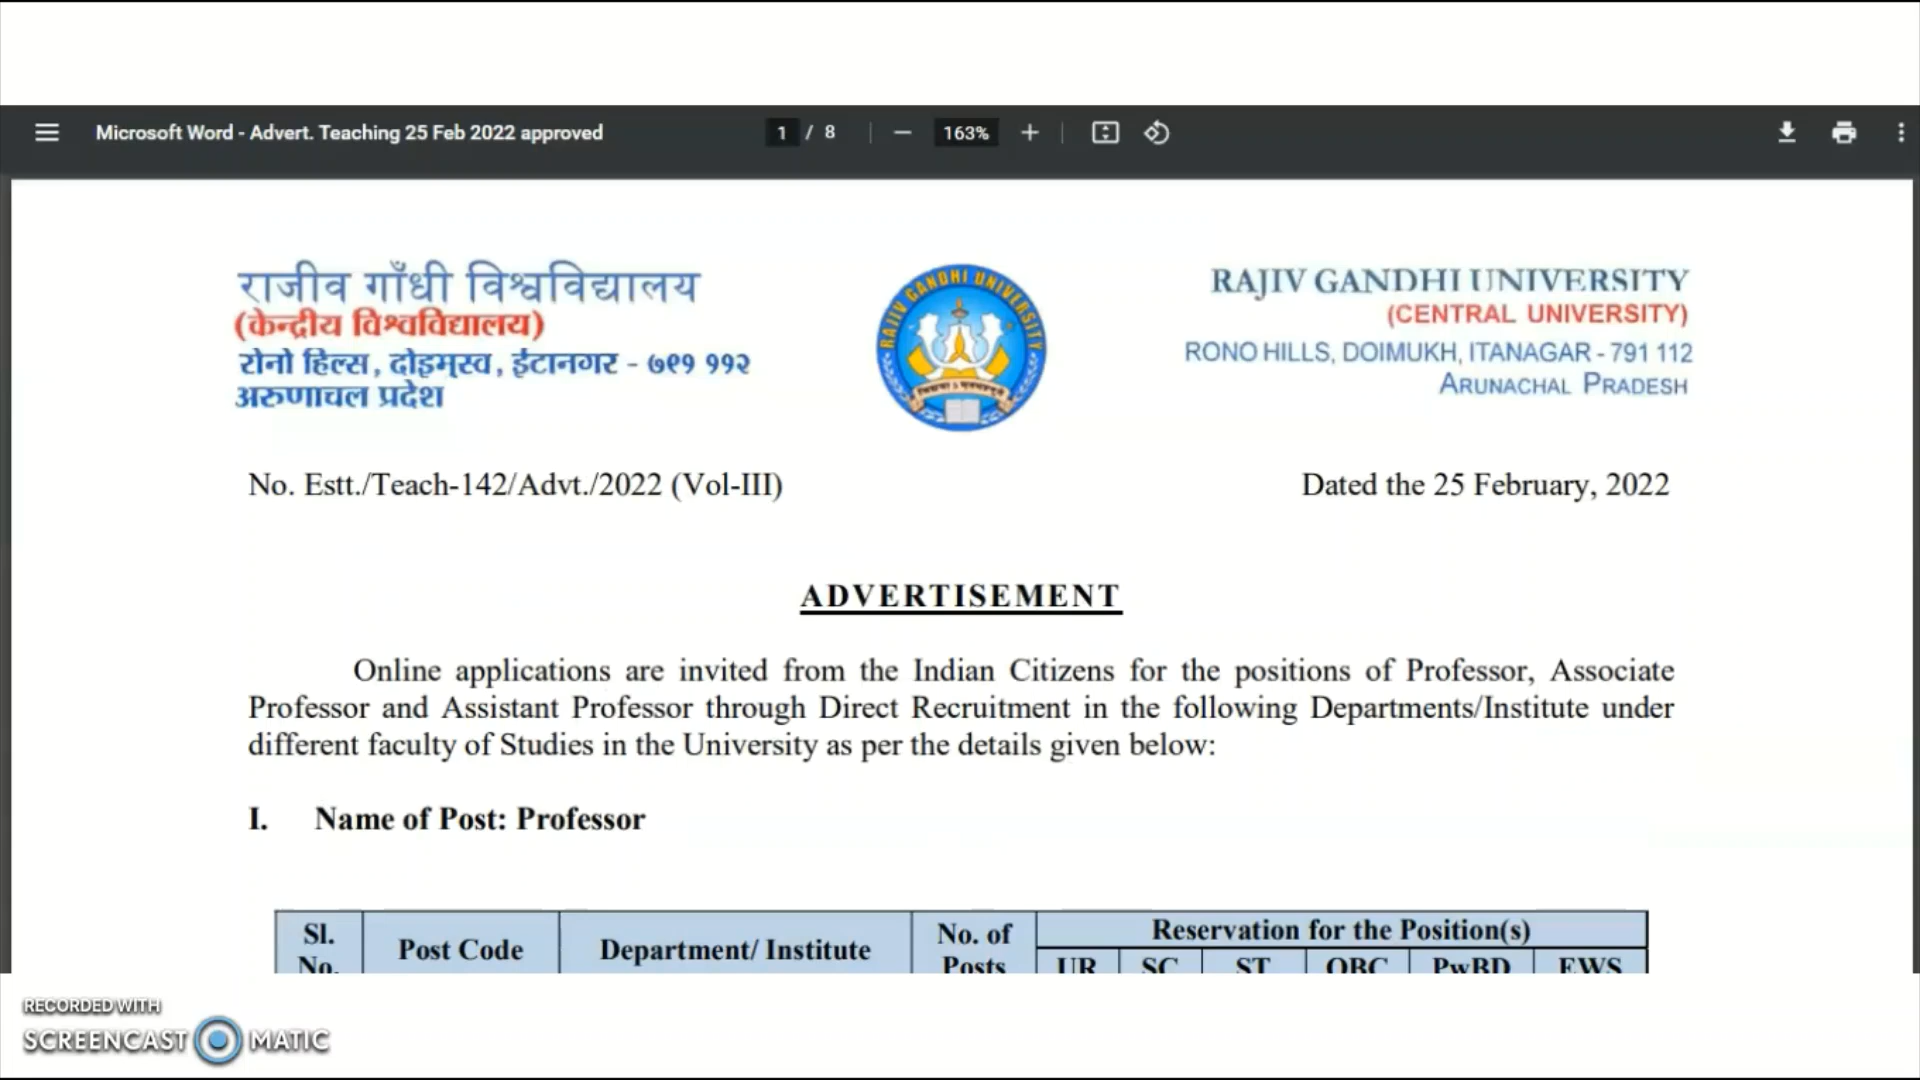 Microsoft Word - Advert. Teaching 25 Feb 2022 approved 1 / 8 163%
राजीव गाँधी विश्वविद्यालय
(केन्द्रीय विश्वविद्यालय)
रोनो हिल्स, दोइमुख, ईटानगर - ७९१ ११२
अरुणाचल प्रदेश
RAJIV GANDHI UNIVERSITY
RAJIV GANDHI UNIVERSITY
(CENTRAL UNIVERSITY)
RONO HILLS, DOIMUKH, ITANAGAR - 791 112
ARUNACHAL PRADESH
No. Estt./Teach-142/Advt./2022 (Vol-III) Dated the 25 February, 2022
ADVERTISEMENT
Online applications are invited from the Indian Citizens for the positions of Professor, Associate
Professor and Assistant Professor through Direct Recruitment in the following Departments/Institute under
different faculty of Studies in the University as per the details given below:
I. Name of Post: Professor
Sl. No. Post Code Department/ Institute No. of Posts Reservation for the Position(s)
UR SC ST OBC PwBD EWS
RECORDED WITH
SCREENCAST MATIC